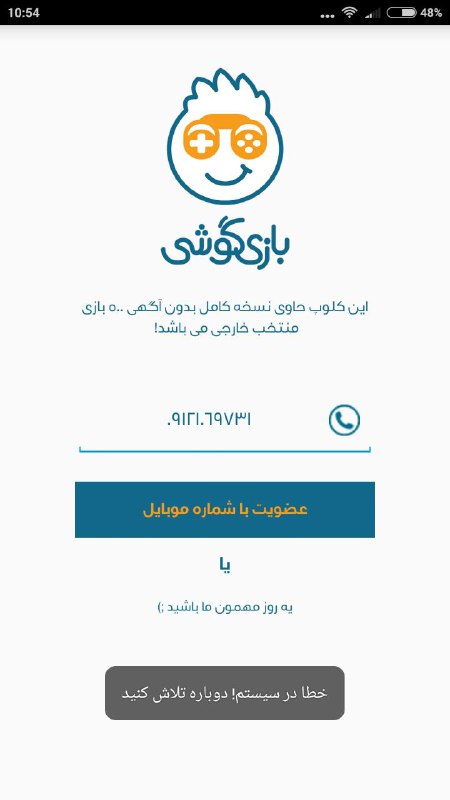 10:54
48%
بازی‌گوشی
این کلوپ حاوی نسخه کامل بدون آگهی ۵۰۰ بازی
منتخب خارجی می باشد!
۰۹۱۲۱۰۶۹۷۳۱
عضویت با شماره موبایل
یا
یه روز مهمون ما باشید ;)
خطا در سیستم! دوباره تلاش کنید